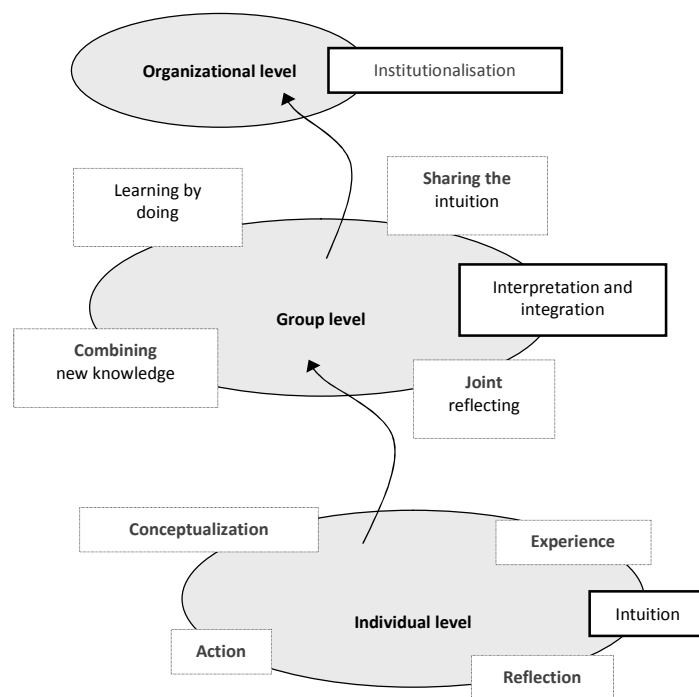 Organizational level
Institutionalisation
Learning by
doing
Sharing the
intuition
Interpretation and
integration
Group level
Combining
new knowledge
Joint
reflecting
Conceptualization
Experience
Intuition
Individual level
Action
Reflection